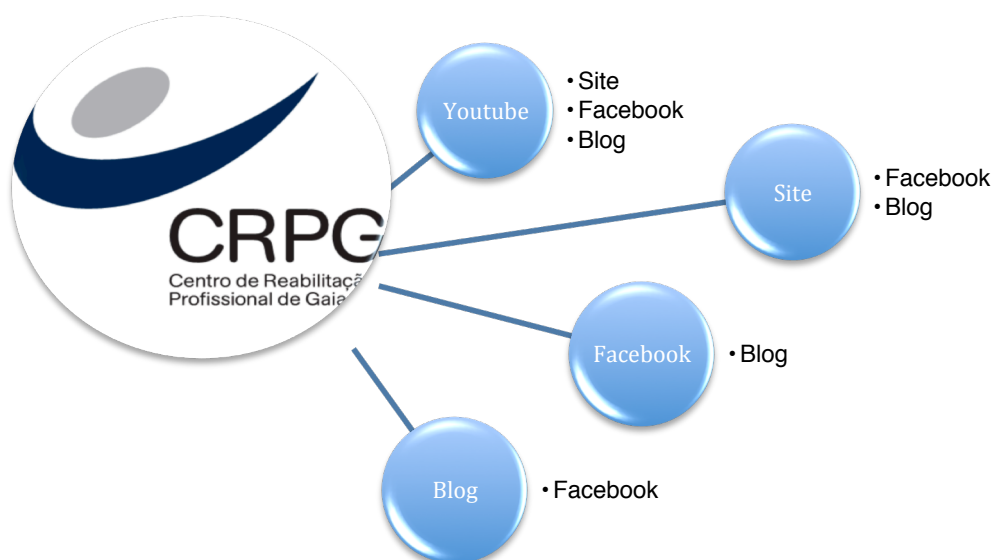 Youtube
• Site
• Facebook
• Blog
Site
• Facebook
• Blog
CRPG
Centro de Reabilitaçã
Profissional de Gaia
Facebook
• Blog
Blog
• Facebook